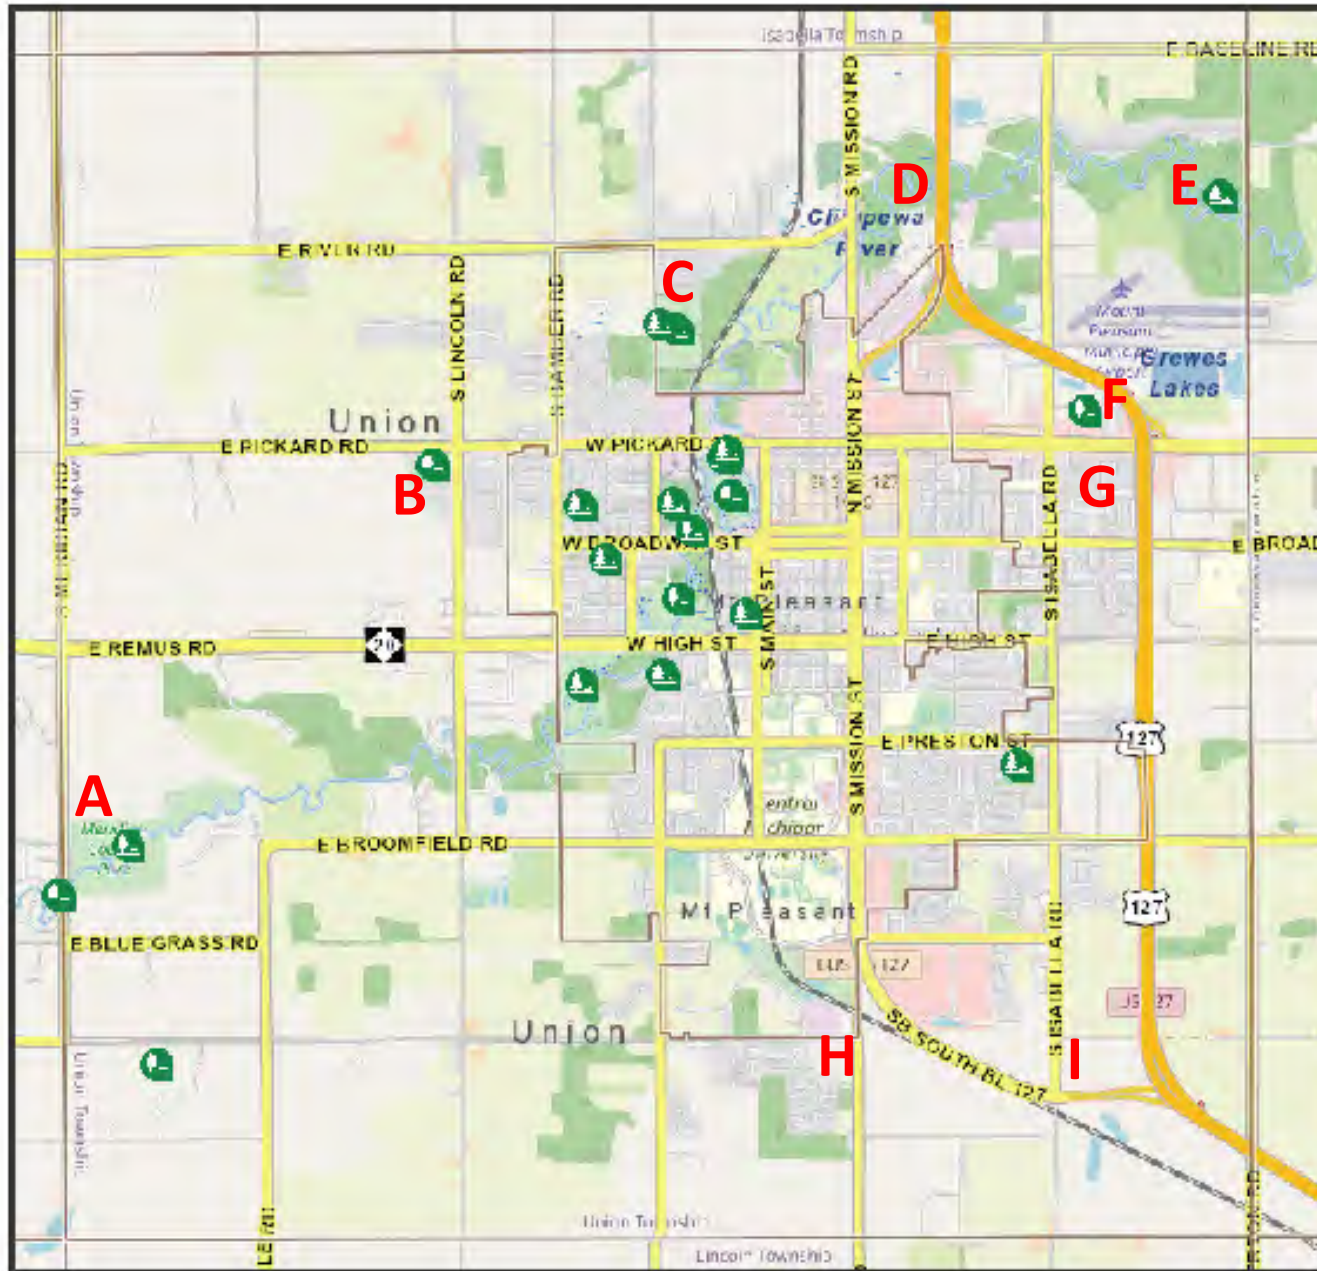 Isabella Township
E BASELINE RD
S MISSION RD
D
E
Chippewa
River
E RIVER RD
C
S LINCOLN RD
Grewes
Lakes
F
Union
N MISSION ST
E PICKARD RD
W PICKARD
B
G
S ISABELLA RD
W BROADWAY ST
E BROAD
S MAIN ST
E REMUS RD
20
W HIGH ST
E HIGH ST
S MISSION ST
E PRESTON ST
127
A
E BROOMFIELD RD
Mt Pleasant
127
E BLUE GRASS RD
S ISABELLA RD
Union
SB SOUTH BL 127
H
I
Union Township
Union Township
Lincoln Township